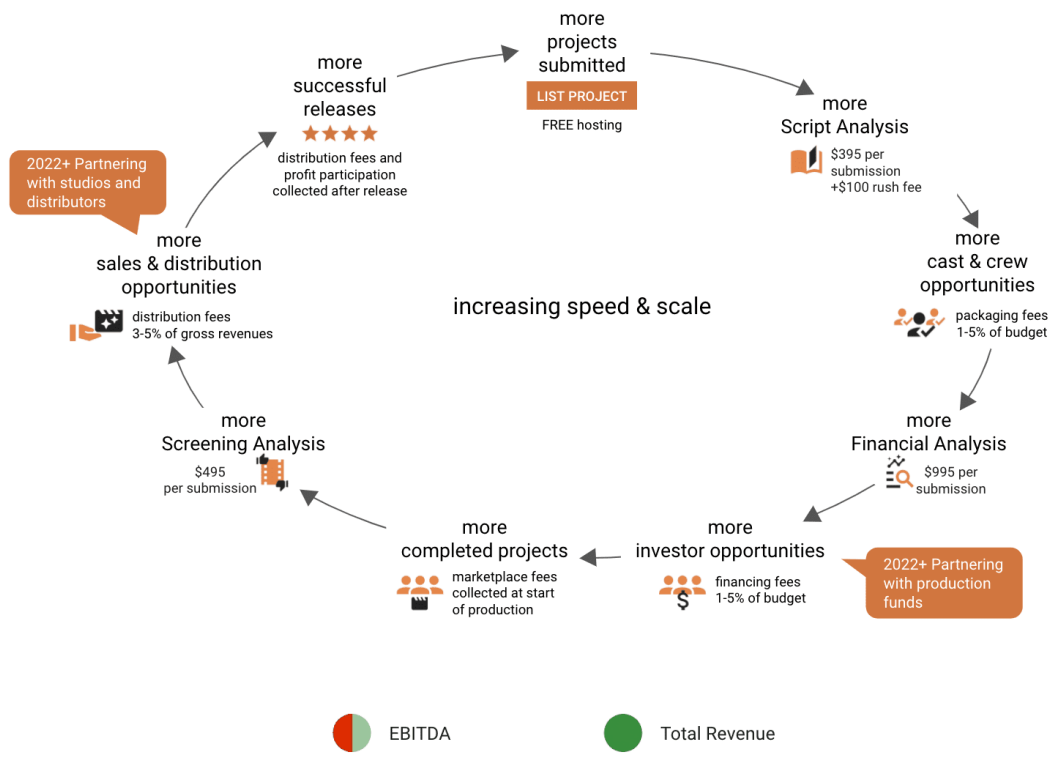 more
projects
submitted
LIST PROJECT
FREE hosting
more
Script Analysis
$395 per
submission
+$100 rush fee
more
cast & crew
opportunities
packaging fees
1-5% of budget
more
Financial Analysis
$995 per
submission
more
investor opportunities
financing fees
1-5% of budget
2022+ Partnering
with production
funds
more
completed projects
marketplace fees
collected at start
of production
more
Screening Analysis
$495
per submission
more
sales & distribution
opportunities
distribution fees
3-5% of gross revenues
2022+ Partnering
with studios and
distributors
more
successful
releases
distribution fees and
profit participation
collected after release
increasing speed & scale
EBITDA
Total Revenue